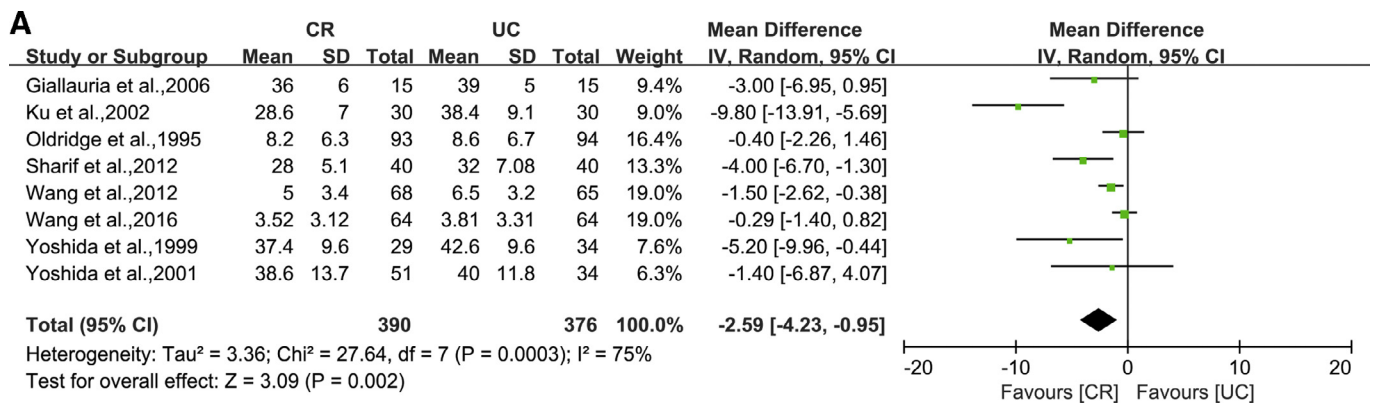 A
CR UC Mean Difference Mean Difference
Study or Subgroup Mean SD Total Mean SD Total Weight IV, Random, 95% CI IV, Random, 95% CI
Giallauria et al.,2006 36 6 15 39 5 15 9.4% -3.00 [-6.95, 0.95]
Ku et al.,2002 28.6 7 30 38.4 9.1 30 9.0% -9.80 [-13.91, -5.69]
Oldridge et al.,1995 8.2 6.3 93 8.6 6.7 94 16.4% -0.40 [-2.26, 1.46]
Sharif et al.,2012 28 5.1 40 32 7.08 40 13.3% -4.00 [-6.70, -1.30]
Wang et al.,2012 5 3.4 68 6.5 3.2 65 19.0% -1.50 [-2.62, -0.38]
Wang et al.,2016 3.52 3.12 64 3.81 3.31 64 19.0% -0.29 [-1.40, 0.82]
Yoshida et al.,1999 37.4 9.6 29 42.6 9.6 34 7.6% -5.20 [-9.96, -0.44]
Yoshida et al.,2001 38.6 13.7 51 40 11.8 34 6.3% -1.40 [-6.87, 4.07]
Total (95% CI) 390 376 100.0% -2.59 [-4.23, -0.95]
Heterogeneity: Tau² = 3.36; Chi² = 27.64, df = 7 (P = 0.0003); I² = 75%
Test for overall effect: Z = 3.09 (P = 0.002)
-20 -10 0 10 20
Favours [CR] Favours [UC]